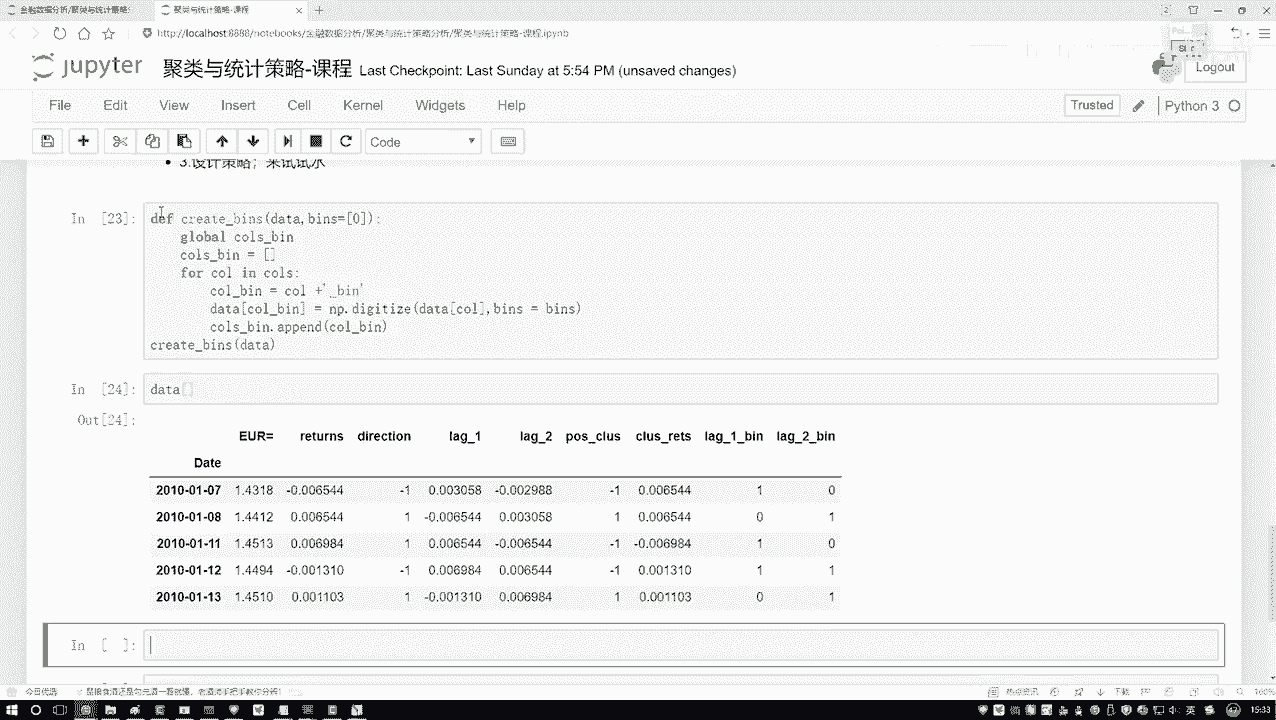 金融数据分析/聚类与统计策略
聚类与统计策略-课程
http://localhost:8888/notebooks/金融数据分析/聚类与统计策略分析/聚类与统计策略-课程.ipynb
jupyter 聚类与统计策略-课程 Last Checkpoint: Last Sunday at 5:54 PM (unsaved changes)
Logout
File Edit View Insert Cell Kernel Widgets Help
Trusted Python 3
Code
3.设计策略，来试试水
In [23]:
def create_bins(data,bins=[0]):
global cols_bin
cols_bin = []
for col in cols:
col_bin = col +'_bin'
data[col_bin] = np.digitize(data[col],bins = bins)
cols_bin.append(col_bin)
create_bins(data)
In [24]: data[]
Out[24]:
EUR= returns direction lag_1 lag_2 pos_clus clus_rets lag_1_bin lag_2_bin
Date
2010-01-07 1.4318 -0.006544 -1 0.003058 -0.002988 -1 0.006544 1 0
2010-01-08 1.4412 0.006544 1 -0.006544 0.003058 1 0.006544 0 1
2010-01-11 1.4513 0.006984 1 0.006544 -0.006544 -1 -0.006984 1 0
2010-01-12 1.4494 -0.001310 -1 0.006984 0.006544 -1 0.001310 1 1
2010-01-13 1.4510 0.001103 1 -0.001310 0.006984 1 0.001103 0 1
In [ ]:
今日优选
下载
100%
英
15:33